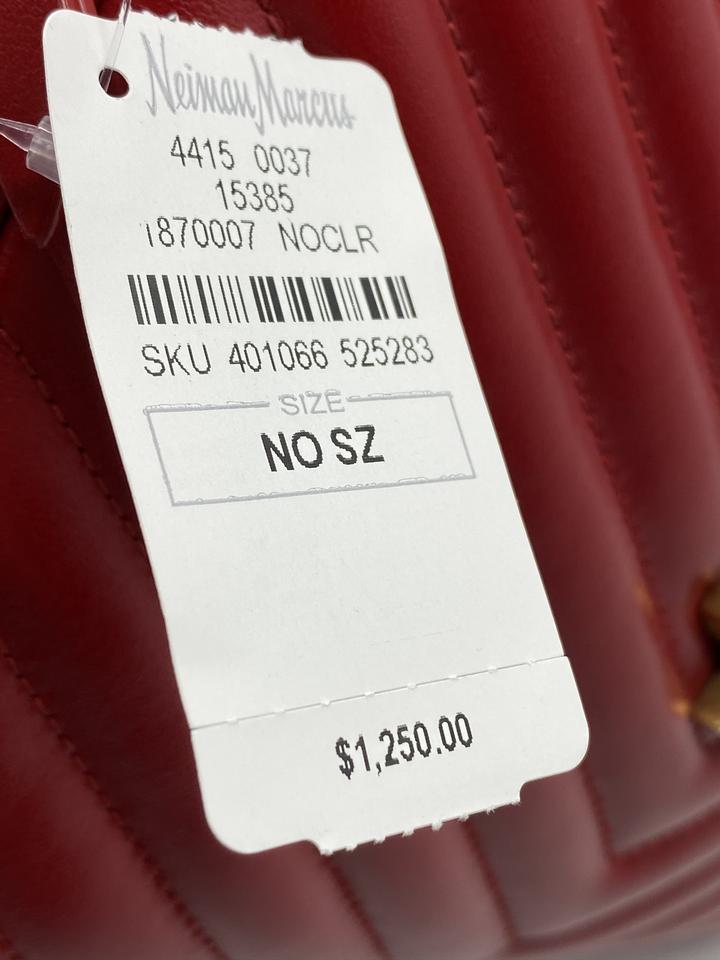 Neiman Marcus
4415 0037
15385
1870007 NOCLR
SKU 401066 525283
SIZE
NO SZ
$1,250.00